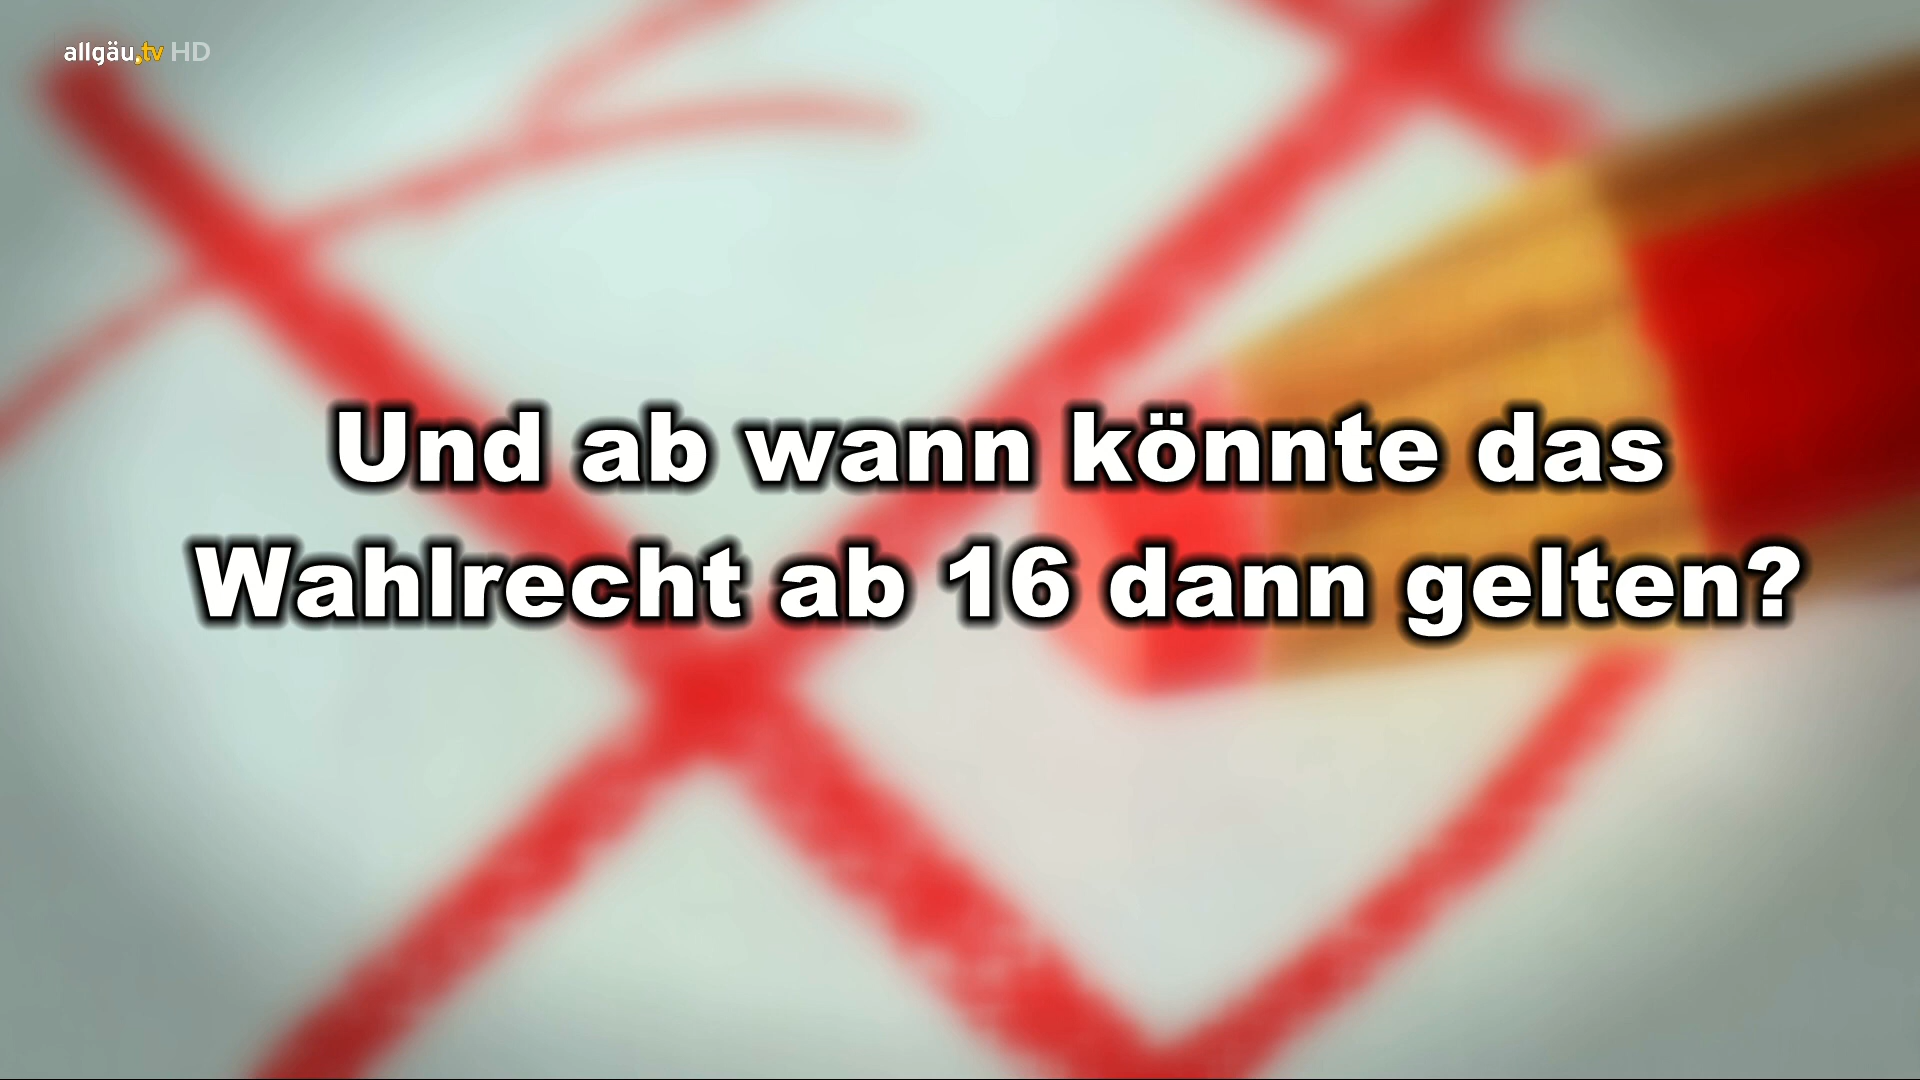 allgäu.tv HD
Und ab wann könnte das
Wahlrecht ab 16 dann gelten?